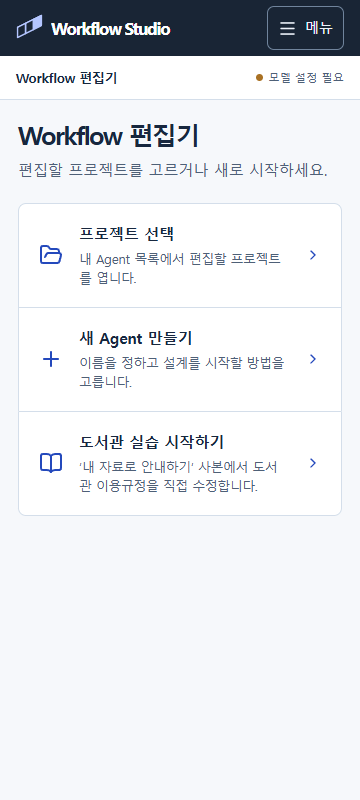 Workflow Studio
메뉴
Workflow 편집기
모델 설정 필요
Workflow 편집기
편집할 프로젝트를 고르거나 새로 시작하세요.
프로젝트 선택
내 Agent 목록에서 편집할 프로젝트
를 엽니다.
새 Agent 만들기
이름을 정하고 설계를 시작할 방법을
고릅니다.
도서관 실습 시작하기
'내 자료로 안내하기' 사본에서 도서
관 이용규정을 직접 수정합니다.